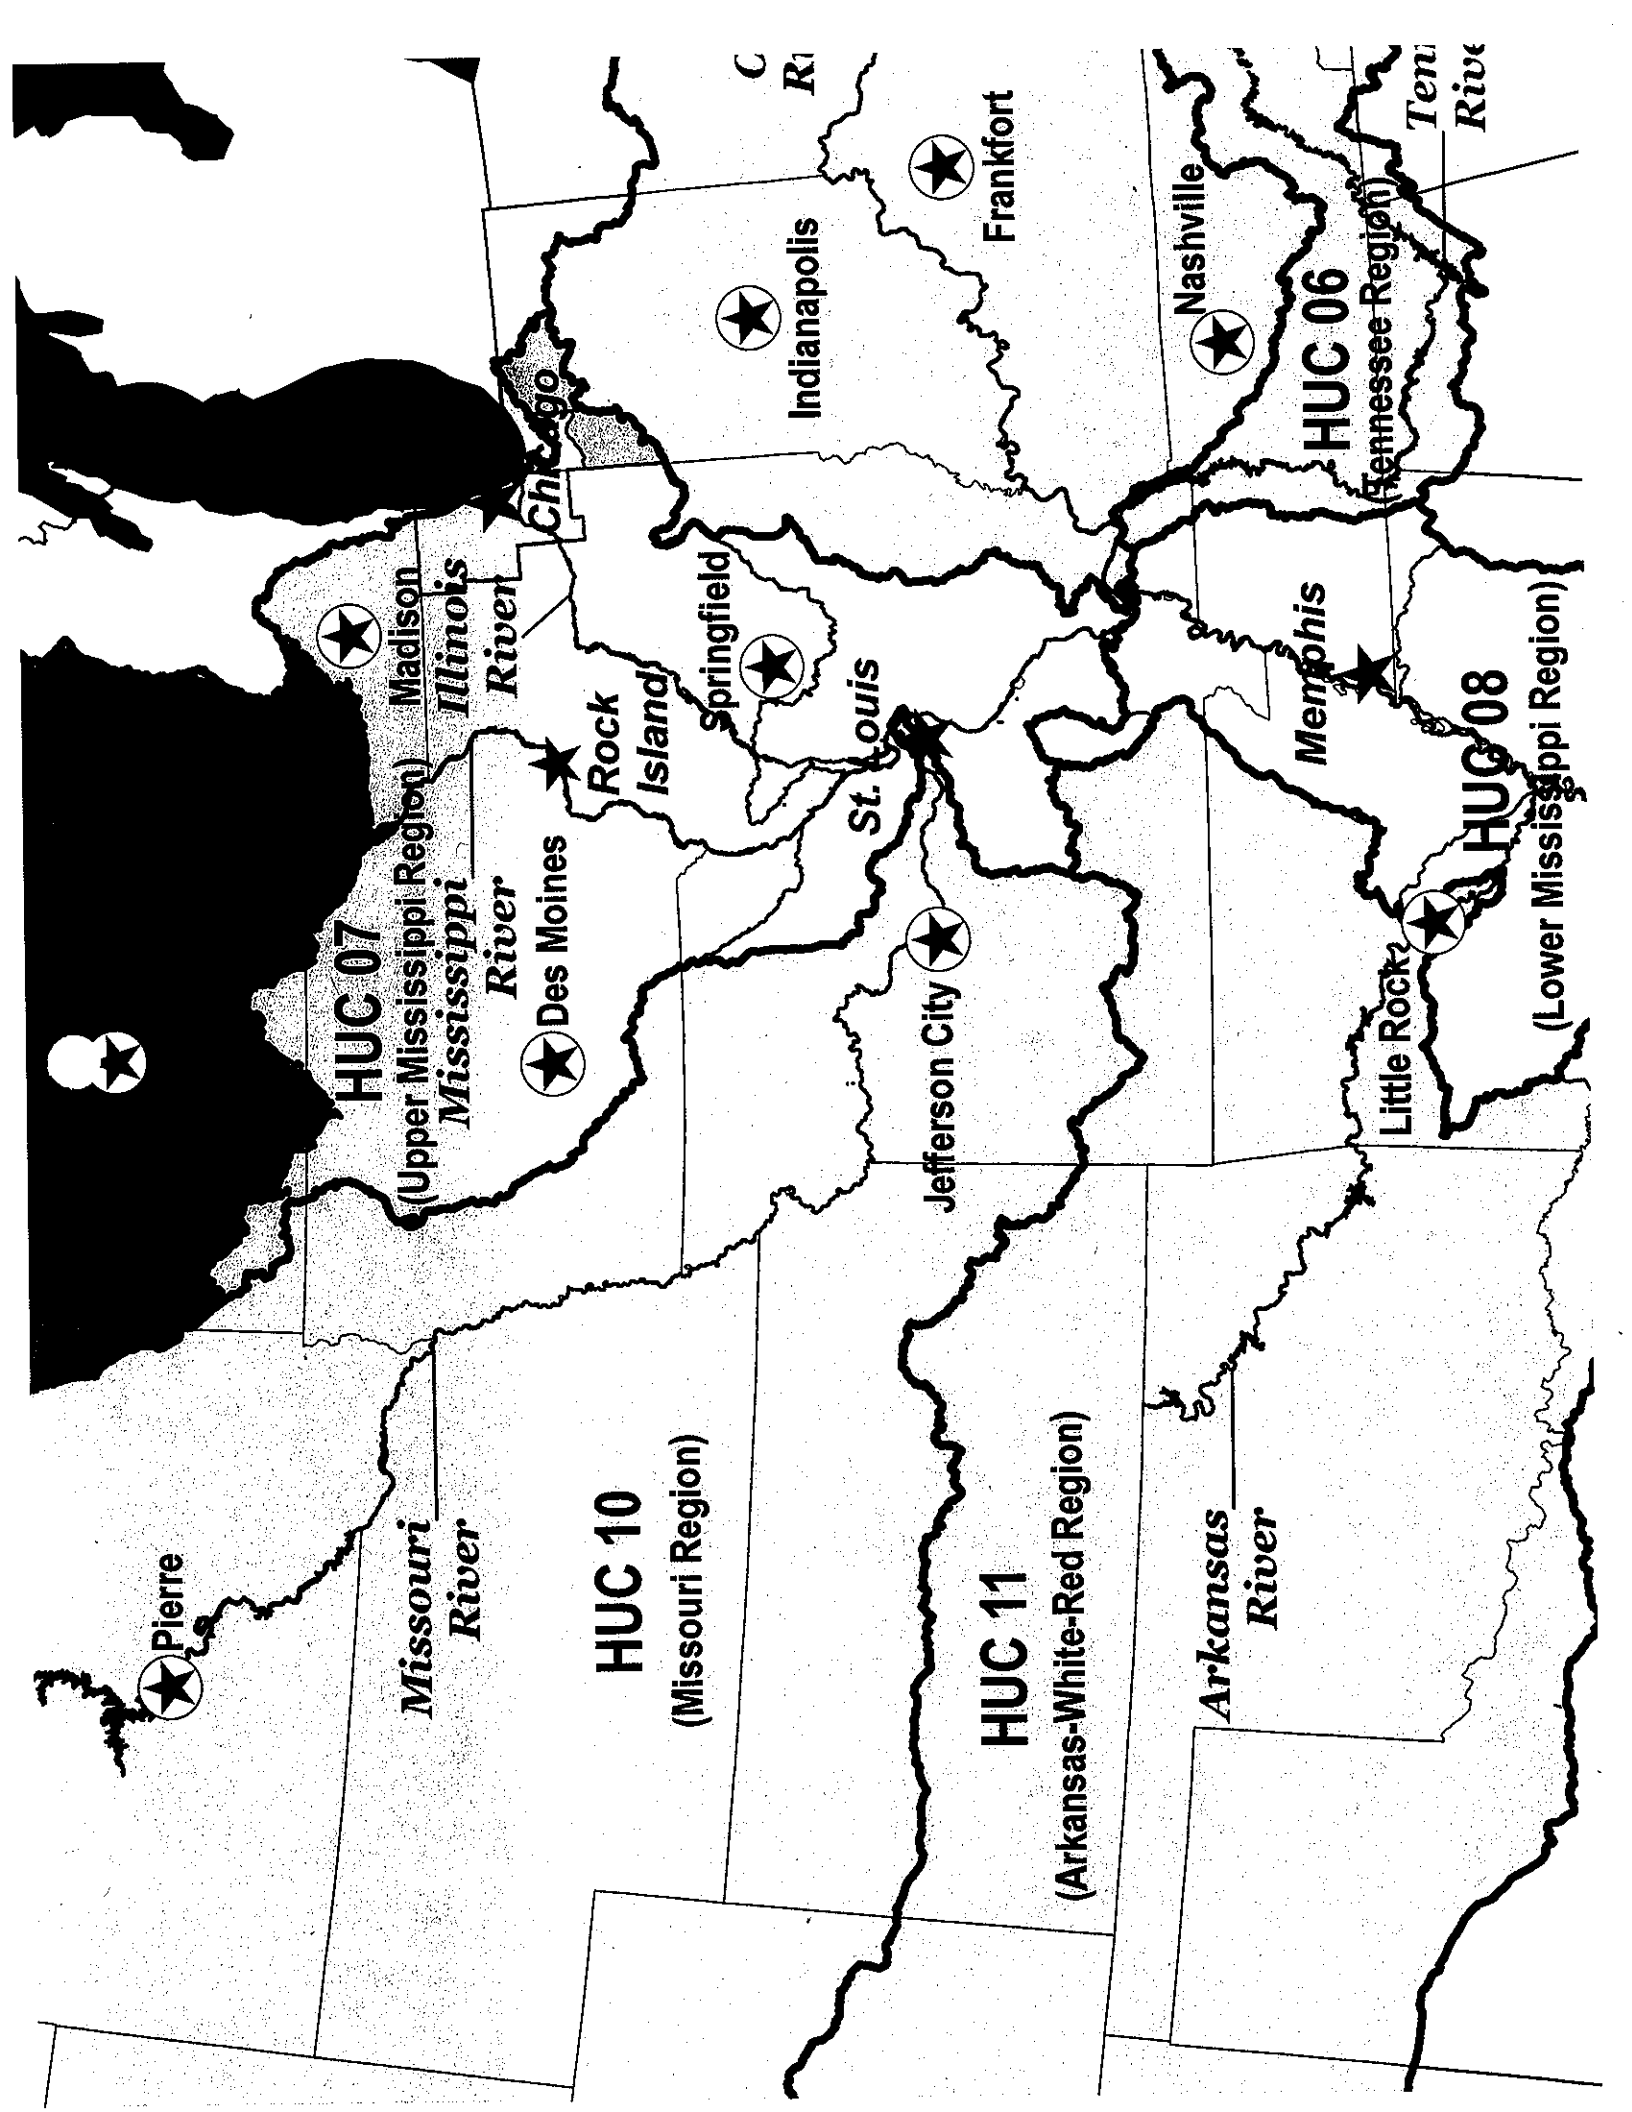 Pierre
Missouri
River
HUC 10
(Missouri Region)
HUC 11
(Arkansas-White-Red Region)
Arkansas
River
HUC 07
(Upper Mississippi Region)
Mississippi
River
Des Moines
Jefferson City
Little Rock
Madison
Illinois
River
Rock
Island
Springfield
St. Louis
Memphis
HUC 08
(Lower Mississippi Region)
Chicago
Indianapolis
Frankfort
Nashville
HUC 06
(Tennessee Region)
River